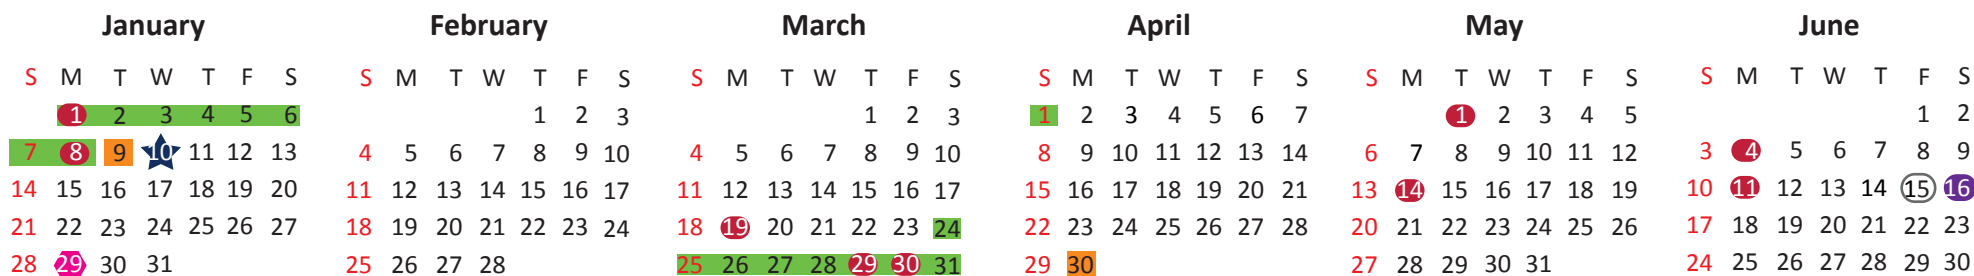 January February March April May June
S M T W T F S S M T W T F S S M T W T F S S M T W T F S S M T W T F S S M T W T F S
1 2 3 4 5 6 1 2 3 1 2 3 1 2 3 4 5 6 7 1 2 3 4 5 1 2
7 8 9 10 11 12 13 4 5 6 7 8 9 10 4 5 6 7 8 9 10 8 9 10 11 12 13 14 6 7 8 9 10 11 12 3 4 5 6 7 8 9
14 15 16 17 18 19 20 11 12 13 14 15 16 17 11 12 13 14 15 16 17 15 16 17 18 19 20 21 13 14 15 16 17 18 19 10 11 12 13 14 15 16
21 22 23 24 25 26 27 18 19 20 21 22 23 24 18 19 20 21 22 23 24 22 23 24 25 26 27 28 20 21 22 23 24 25 26 17 18 19 20 21 22 23
28 29 30 31 25 26 27 28 25 26 27 28 29 30 31 29 30 27 28 29 30 31 24 25 26 27 28 29 30